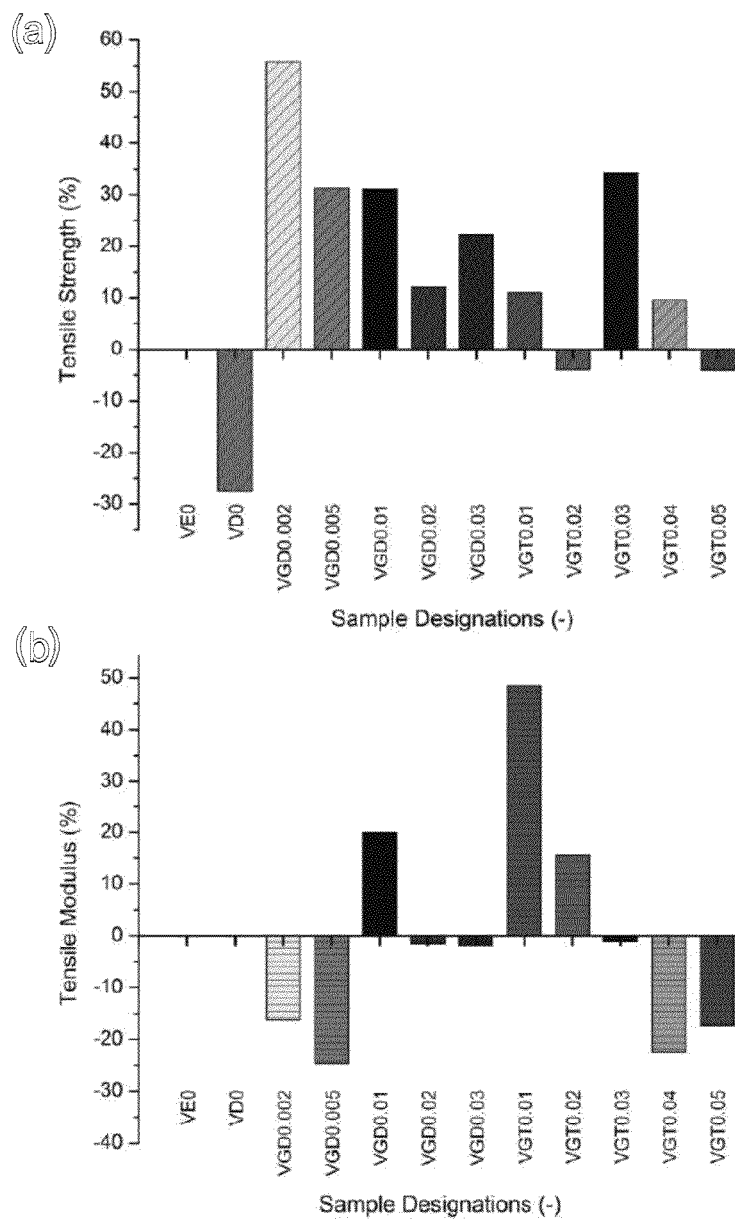 (a)
Tensile Strength (%)
60
50
40
30
20
10
0
-10
-20
-30
VE0
VD0
VGD0.002
VGD0.005
VGD0.01
VGD0.02
VGD0.03
VGT0.01
VGT0.02
VGT0.03
VGT0.04
VGT0.05
Sample Designations (-)
(b)
Tensile Modulus (%)
50
40
30
20
10
0
-10
-20
-30
-40
VE0
VD0
VGD0.002
VGD0.005
VGD0.01
VGD0.02
VGD0.03
VGT0.01
VGT0.02
VGT0.03
VGT0.04
VGT0.05
Sample Designations (-)